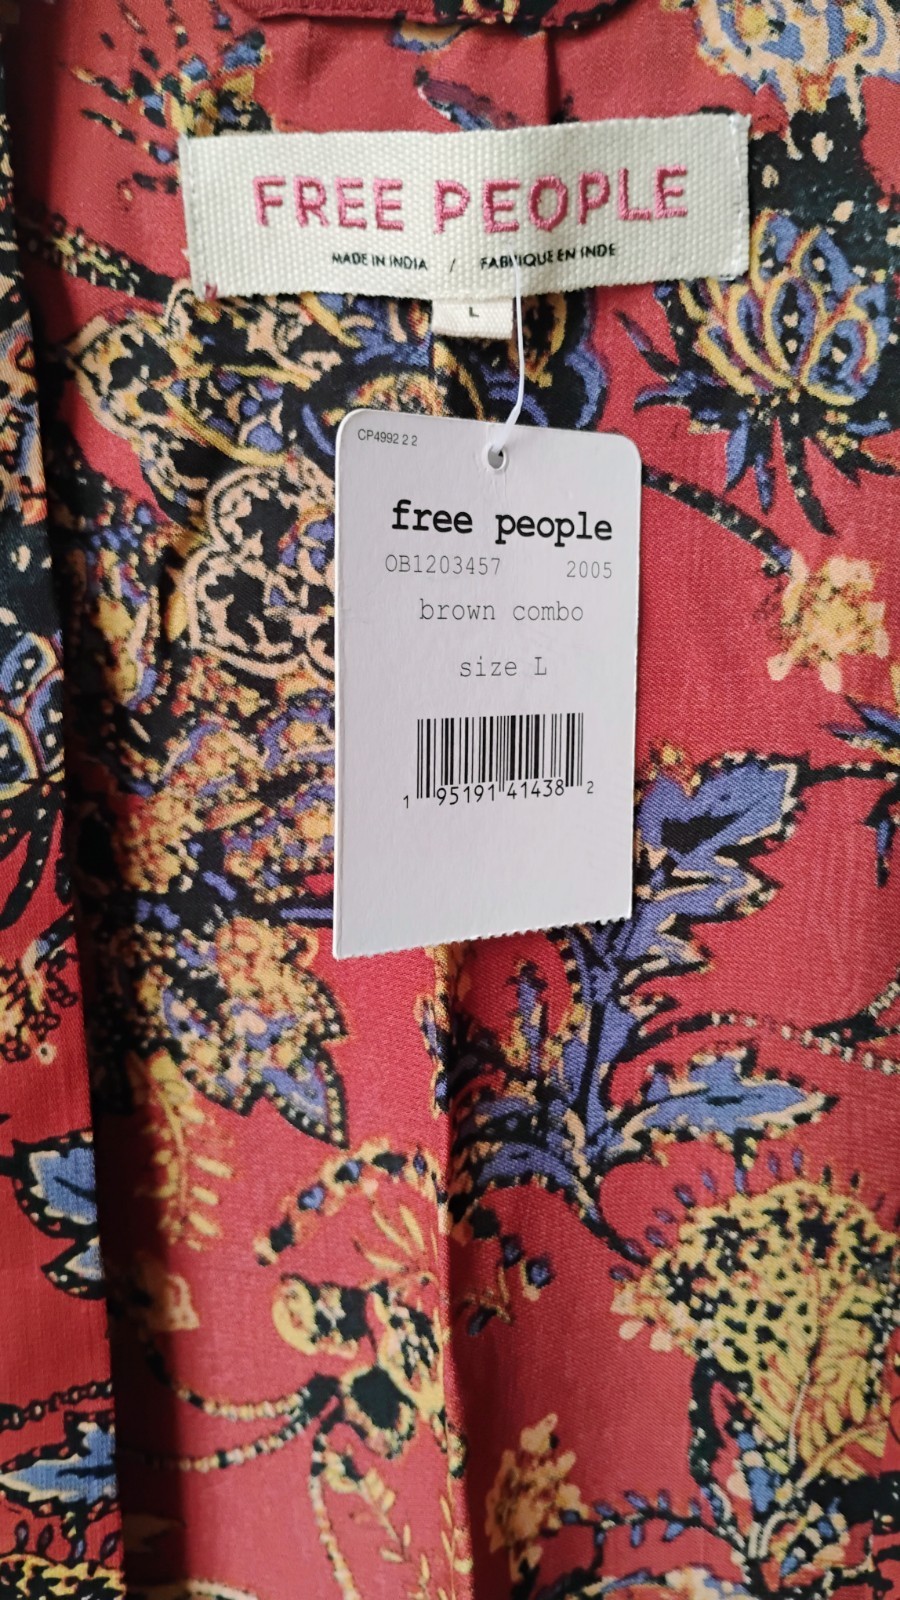 FREE PEOPLE
MADE IN INDIA / FABRIQUE EN INDE
L
CP4992 2 2
free people
OB1203457 2005
brown combo
size L
1 95191 41438 2